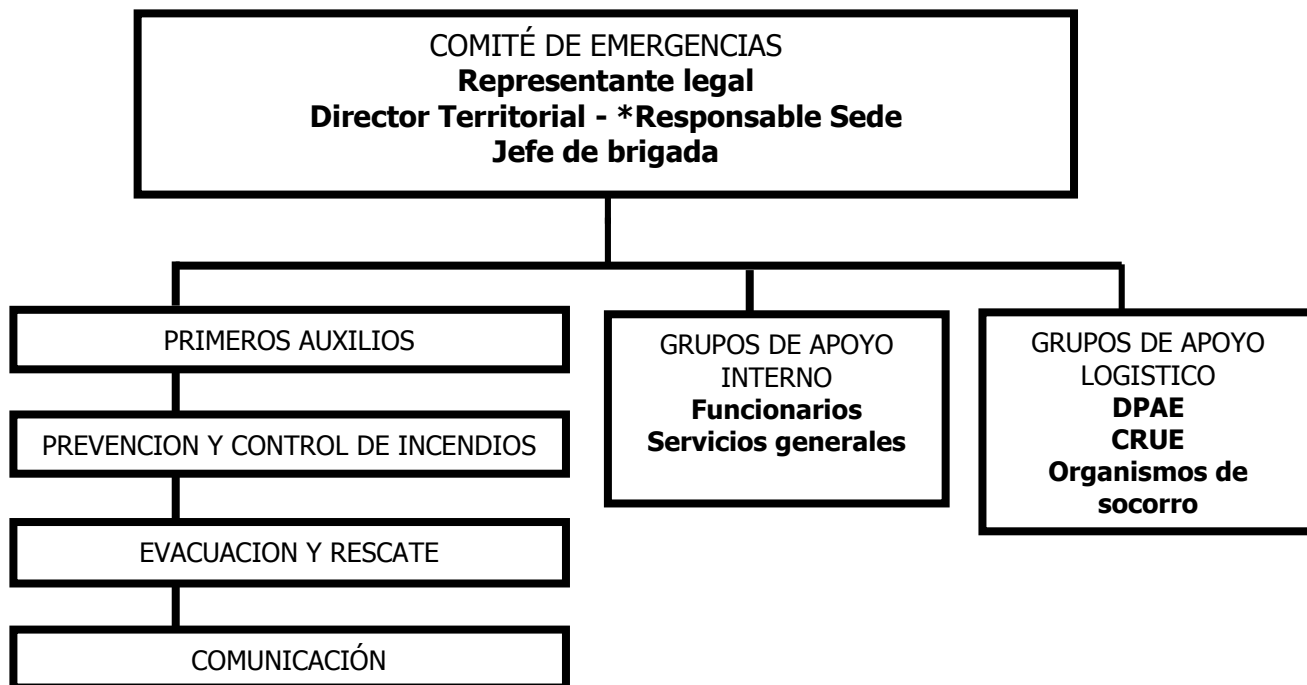 COMITÉ DE EMERGENCIAS
Representante legal
Director Territorial - *Responsable Sede
Jefe de brigada
PRIMEROS AUXILIOS
PREVENCION Y CONTROL DE INCENDIOS
EVACUACION Y RESCATE
COMUNICACIÓN
GRUPOS DE APOYO
INTERNO
Funcionarios
Servicios generales
GRUPOS DE APOYO
LOGISTICO
DPAE
CRUE
Organismos de
socorro